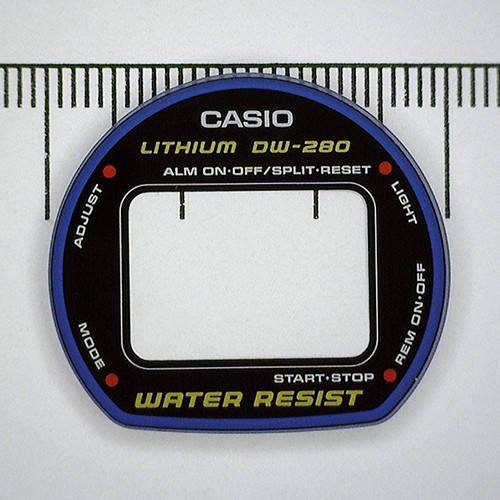 CASIO
LITHIUM DW-280
ALM ON·OFF/SPLIT·RESET
ADJUST
LIGHT
MODE
REM ON·OFF
START·STOP
WATER RESIST